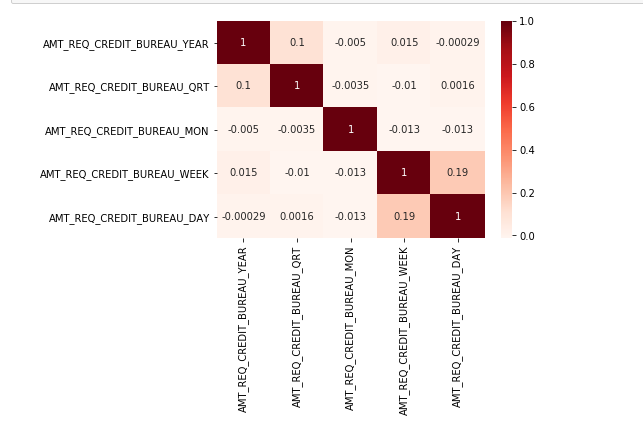 AMT_REQ_CREDIT_BUREAU_YEAR 1 0.1 -0.005 0.015 -0.00029
AMT_REQ_CREDIT_BUREAU_QRT 0.1 1 -0.0035 -0.01 0.0016
AMT_REQ_CREDIT_BUREAU_MON -0.005 -0.0035 1 -0.013 -0.013
AMT_REQ_CREDIT_BUREAU_WEEK 0.015 -0.01 -0.013 1 0.19
AMT_REQ_CREDIT_BUREAU_DAY -0.00029 0.0016 -0.013 0.19 1
AMT_REQ_CREDIT_BUREAU_YEAR
AMT_REQ_CREDIT_BUREAU_QRT
AMT_REQ_CREDIT_BUREAU_MON
AMT_REQ_CREDIT_BUREAU_WEEK
AMT_REQ_CREDIT_BUREAU_DAY
1.0
0.8
0.6
0.4
0.2
0.0